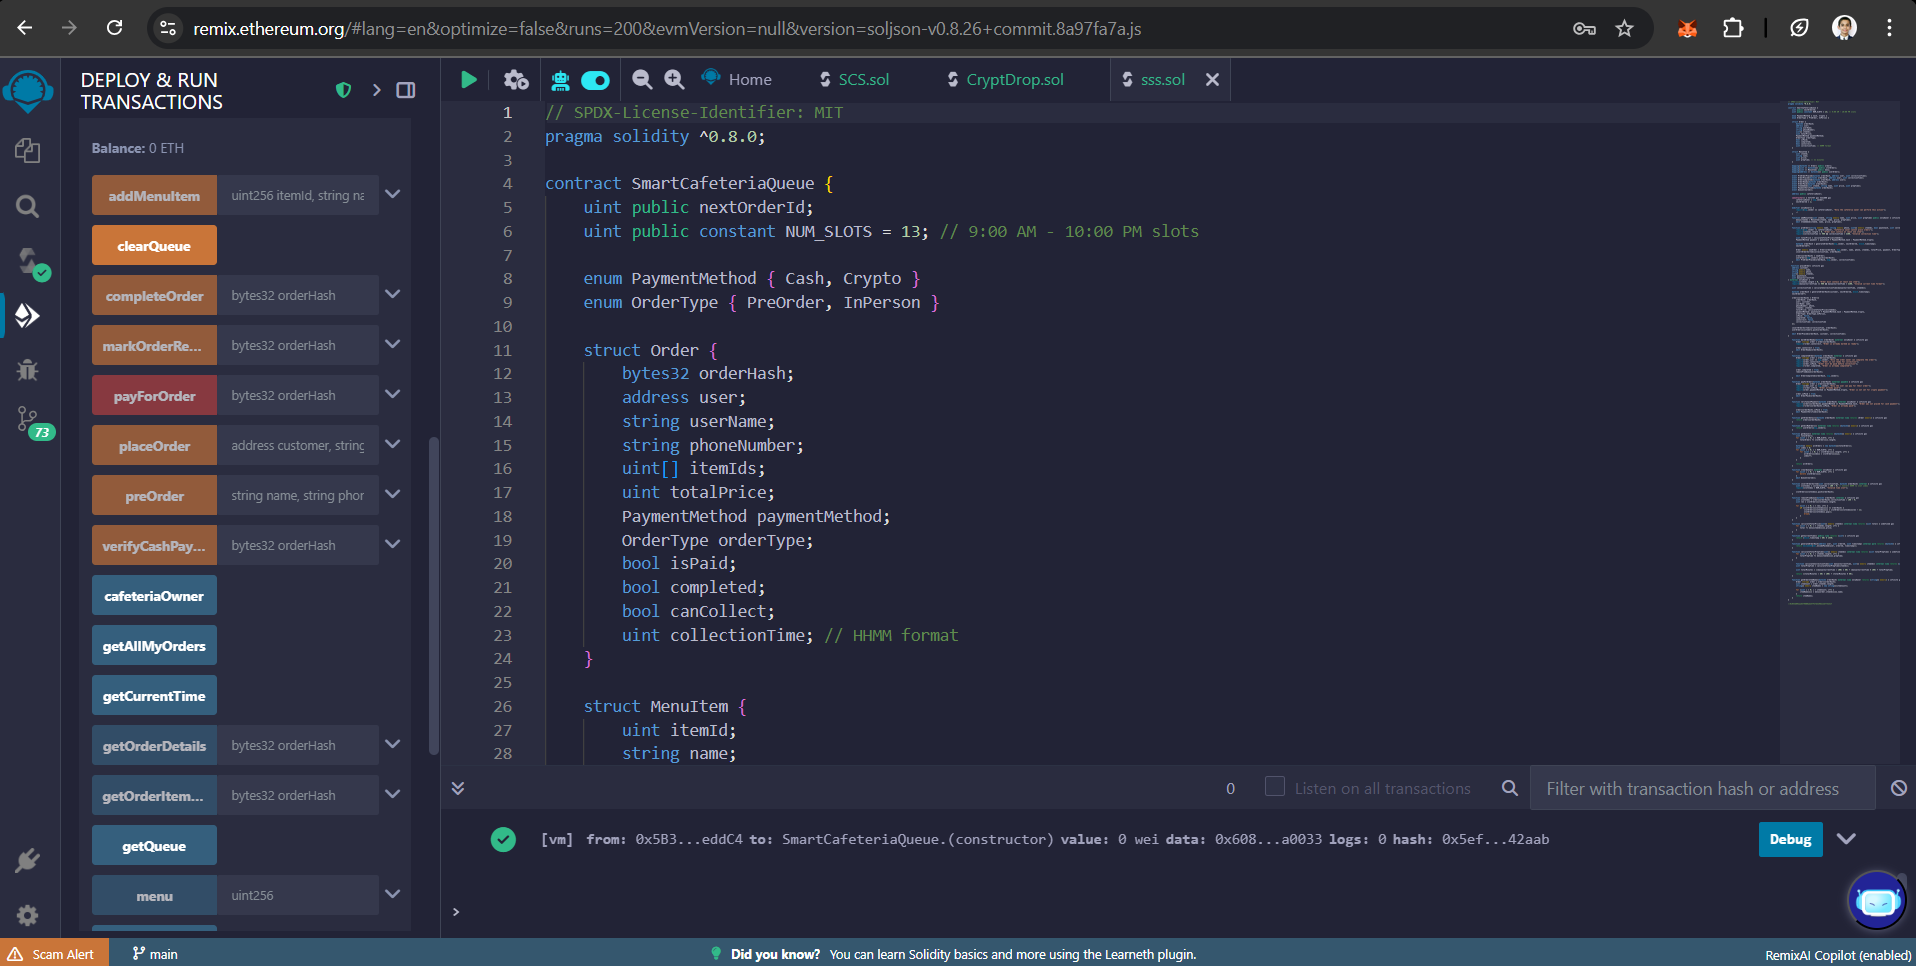 remix.ethereum.org/#lang=en&optimize=false&runs=200&evmVersion=null&version=soljson-v0.8.26+commit.8a97fa7a.js
DEPLOY & RUN
TRANSACTIONS
Home
SCS.sol
CryptDrop.sol
sss.sol
Balance: 0 ETH
addMenuItem uint256 itemId, string na
clearQueue
completeOrder bytes32 orderHash
markOrderRe... bytes32 orderHash
payForOrder bytes32 orderHash
placeOrder address customer, string
preOrder string name, string phor
verifyCashPay... bytes32 orderHash
cafeteriaOwner
getAllMyOrders
getCurrentTime
getOrderDetails bytes32 orderHash
getOrderItem... bytes32 orderHash
getQueue
menu uint256
73
1 // SPDX-License-Identifier: MIT
2 pragma solidity ^0.8.0;
3
4 contract SmartCafeteriaQueue {
5 uint public nextOrderId;
6 uint public constant NUM_SLOTS = 13; // 9:00 AM - 10:00 PM slots
7
8 enum PaymentMethod { Cash, Crypto }
9 enum OrderType { PreOrder, InPerson }
10
11 struct Order {
12 bytes32 orderHash;
13 address user;
14 string userName;
15 string phoneNumber;
16 uint[] itemIds;
17 uint totalPrice;
18 PaymentMethod paymentMethod;
19 OrderType orderType;
20 bool isPaid;
21 bool completed;
22 bool canCollect;
23 uint collectionTime; // HHMM format
24 }
25
26 struct MenuItem {
27 uint itemId;
28 string name;
0 Listen on all transactions Filter with transaction hash or address
[vm] from: 0x5B3...eddC4 to: SmartCafeteriaQueue.(constructor) value: 0 wei data: 0x608...a0033 logs: 0 hash: 0x5ef...42aab Debug
>
Scam Alert main Did you know? You can learn Solidity basics and more using the Learneth plugin. RemixAI Copilot (enabled)